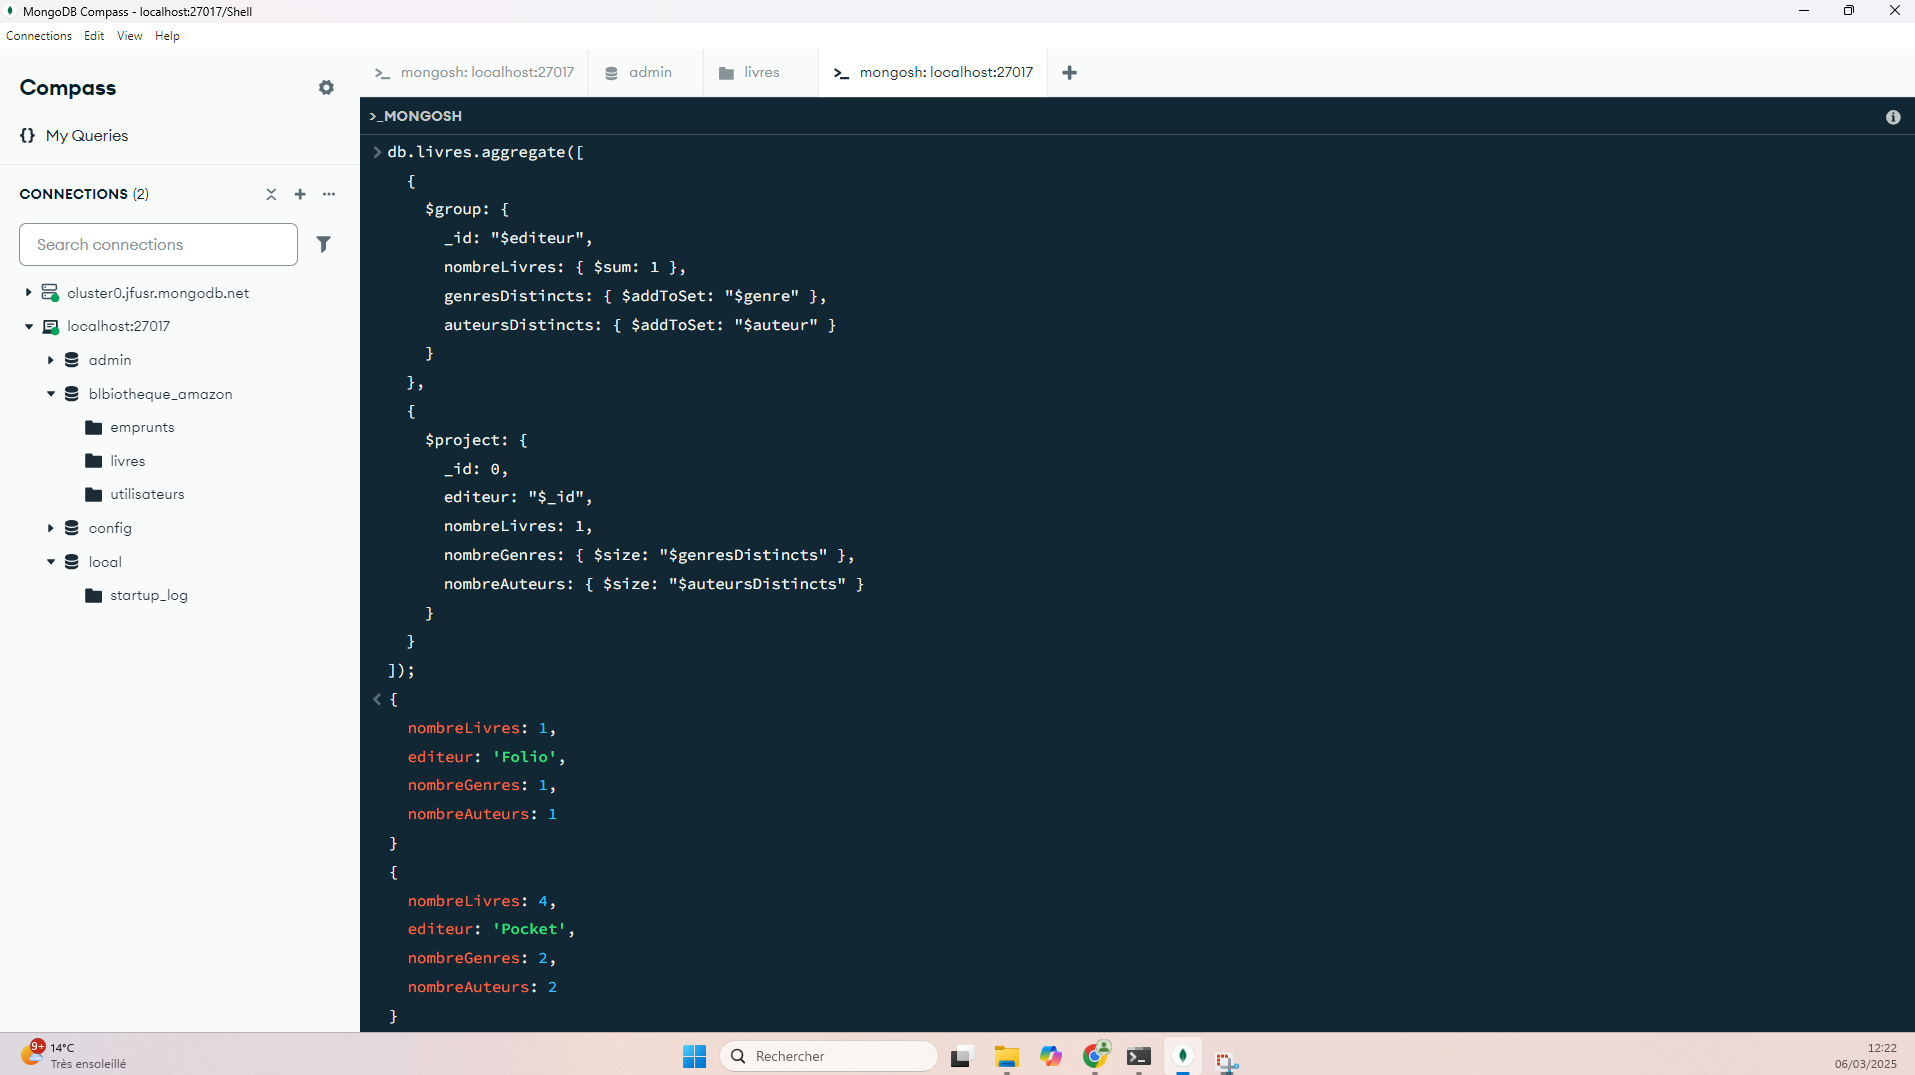 MongoDB Compass - localhost:27017/Shell
Connections Edit View Help
Compass
My Queries
CONNECTIONS (2)
Search connections
cluster0.jfusr.mongodb.net
localhost:27017
admin
blbiotheque_amazon
emprunts
livres
utilisateurs
config
local
startup_log
>_ mongosh: localhost:27017
admin
livres
>_ mongosh: localhost:27017
>_MONGOSH
> db.livres.aggregate([
{
$group: {
_id: "$editeur",
nombreLivres: { $sum: 1 },
genresDistincts: { $addToSet: "$genre" },
auteursDistincts: { $addToSet: "$auteur" }
}
},
{
$project: {
_id: 0,
editeur: "$_id",
nombreLivres: 1,
nombreGenres: { $size: "$genresDistincts" },
nombreAuteurs: { $size: "$auteursDistincts" }
}
}
]);
< {
nombreLivres: 1,
editeur: 'Folio',
nombreGenres: 1,
nombreAuteurs: 1
}
{
nombreLivres: 4,
editeur: 'Pocket',
nombreGenres: 2,
nombreAuteurs: 2
}
9+
14°C
Très ensoleillé
Rechercher
12:22
06/03/2025